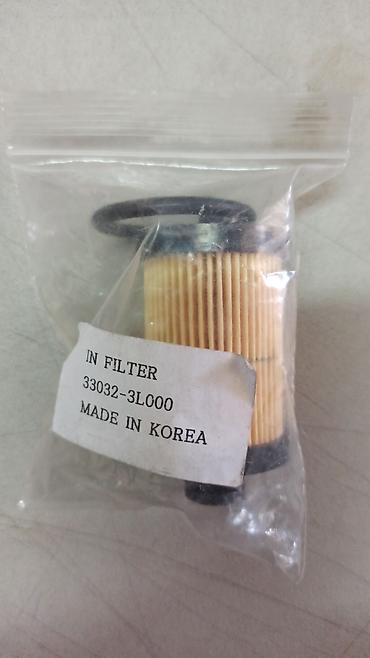 IN FILTER
33032-3L000
MADE IN KOREA